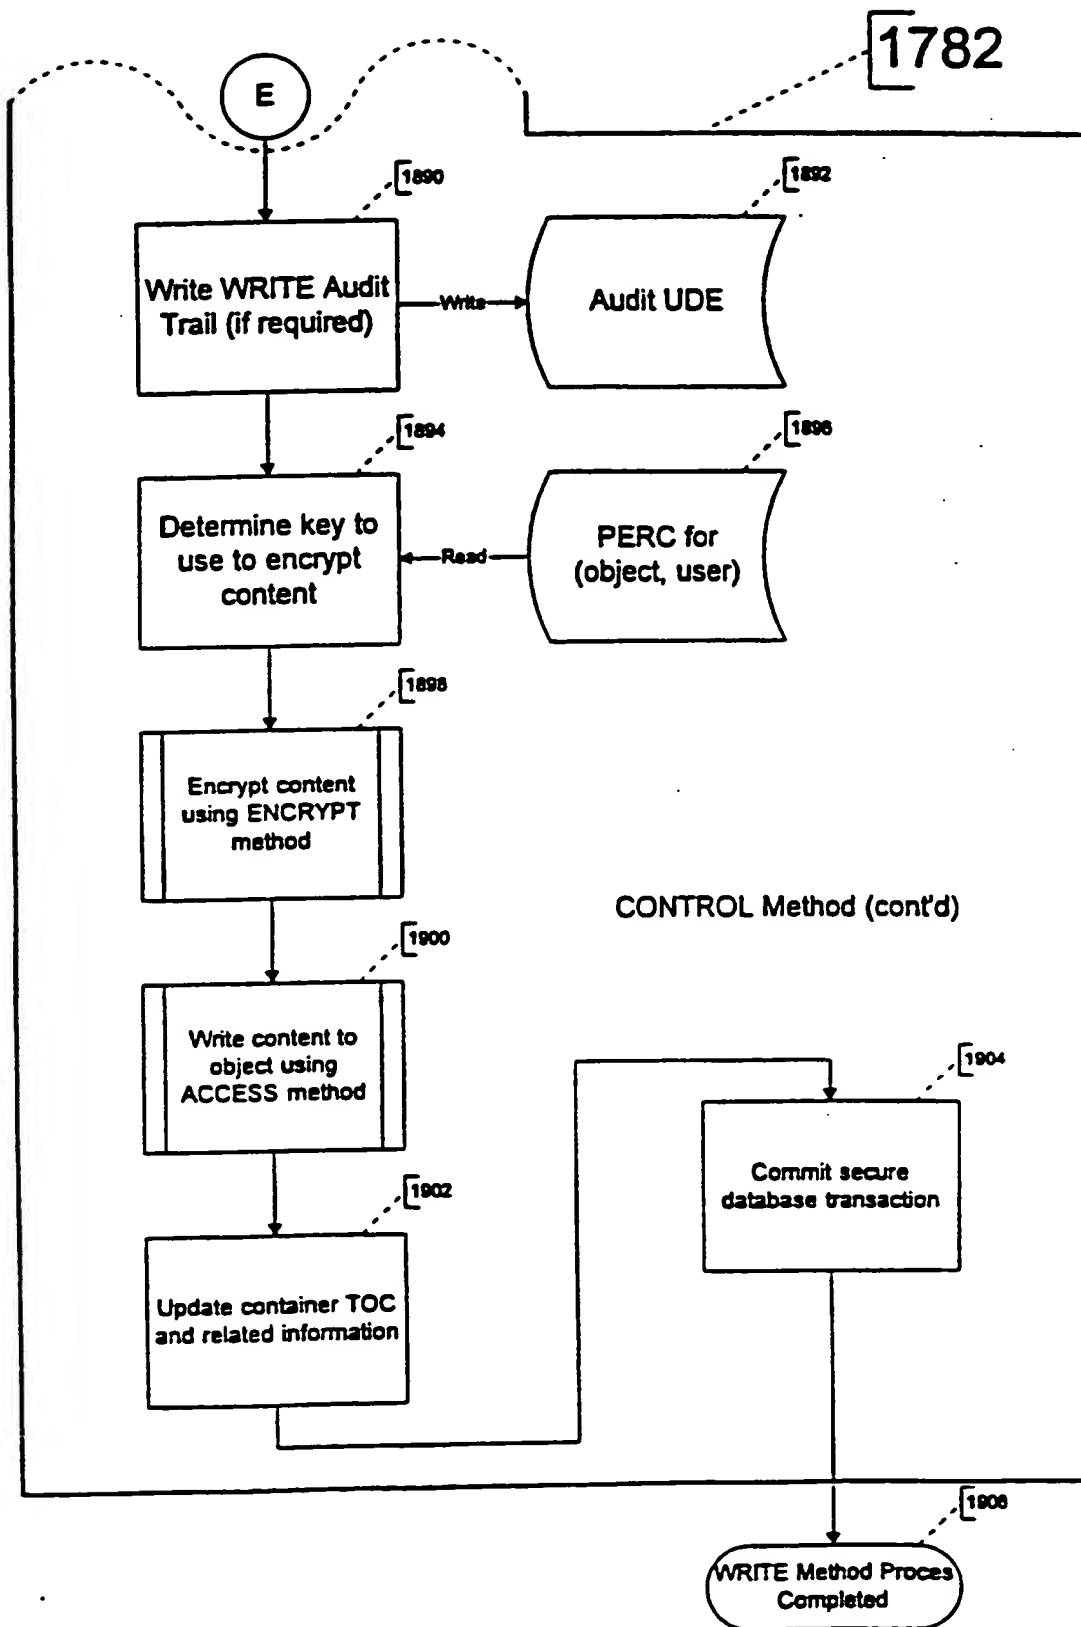 1782
E
1890
1892
Write WRITE Audit
Trail (if required)
Write
Audit UDE
1894
1896
Determine key to
use to encrypt
content
Read
PERC for
(object, user)
1898
Encrypt content
using ENCRYPT
method
CONTROL Method (cont'd)
1900
Write content to
object using
ACCESS method
1904
Commit secure
database transaction
1902
Update container TOC
and related information
1906
WRITE Method Proces
Completed